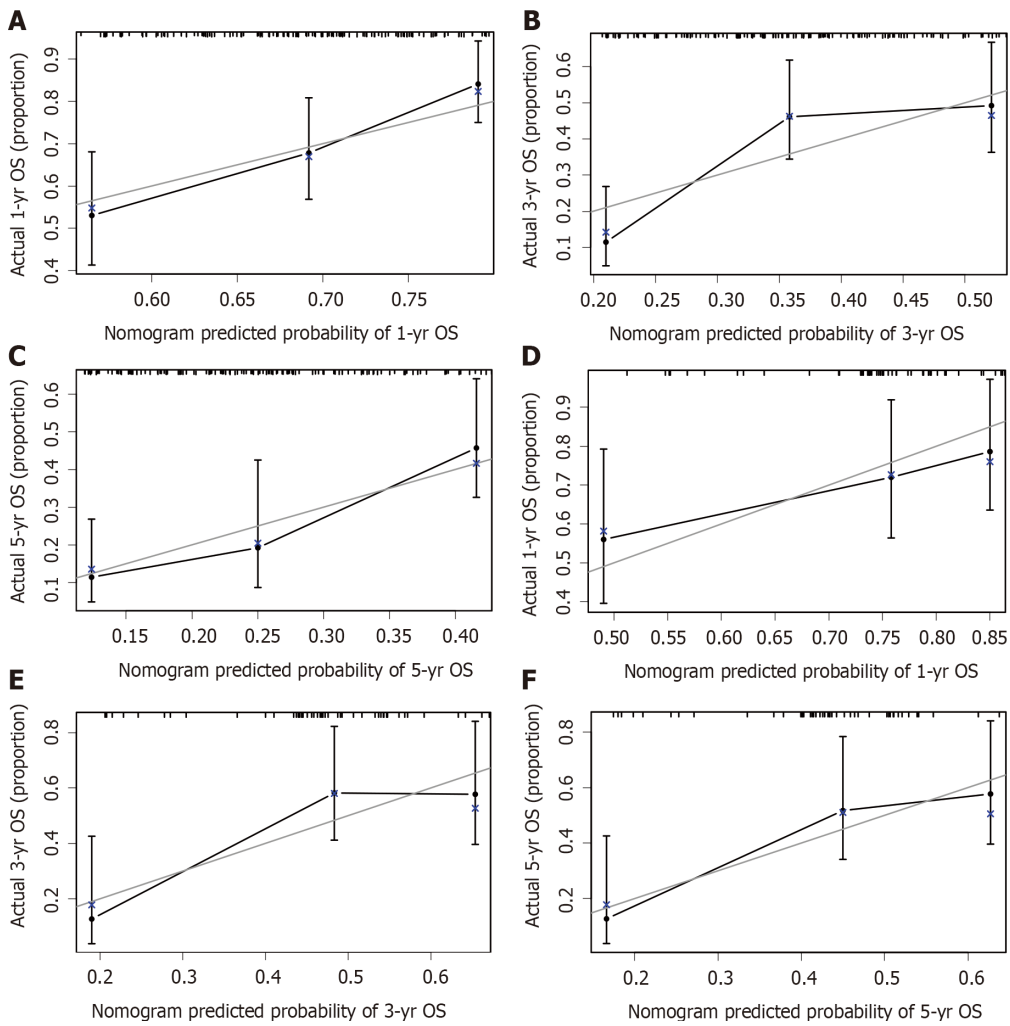 A
Actual 1-yr OS (proportion)
0.4 0.5 0.6 0.7 0.8 0.9
0.60 0.65 0.70 0.75
Nomogram predicted probability of 1-yr OS
B
Actual 3-yr OS (proportion)
0.1 0.2 0.3 0.4 0.5 0.6
0.20 0.25 0.30 0.35 0.40 0.45 0.50
Nomogram predicted probability of 3-yr OS
C
Actual 5-yr OS (proportion)
0.1 0.2 0.3 0.4 0.5 0.6
0.15 0.20 0.25 0.30 0.35 0.40
Nomogram predicted probability of 5-yr OS
D
Actual 1-yr OS (proportion)
0.4 0.5 0.6 0.7 0.8 0.9
0.50 0.55 0.60 0.65 0.70 0.75 0.80 0.85
Nomogram predicted probability of 1-yr OS
E
Actual 3-yr OS (proportion)
0.2 0.4 0.6 0.8
0.2 0.3 0.4 0.5 0.6
Nomogram predicted probability of 3-yr OS
F
Actual 5-yr OS (proportion)
0.2 0.4 0.6 0.8
0.2 0.3 0.4 0.5 0.6
Nomogram predicted probability of 5-yr OS